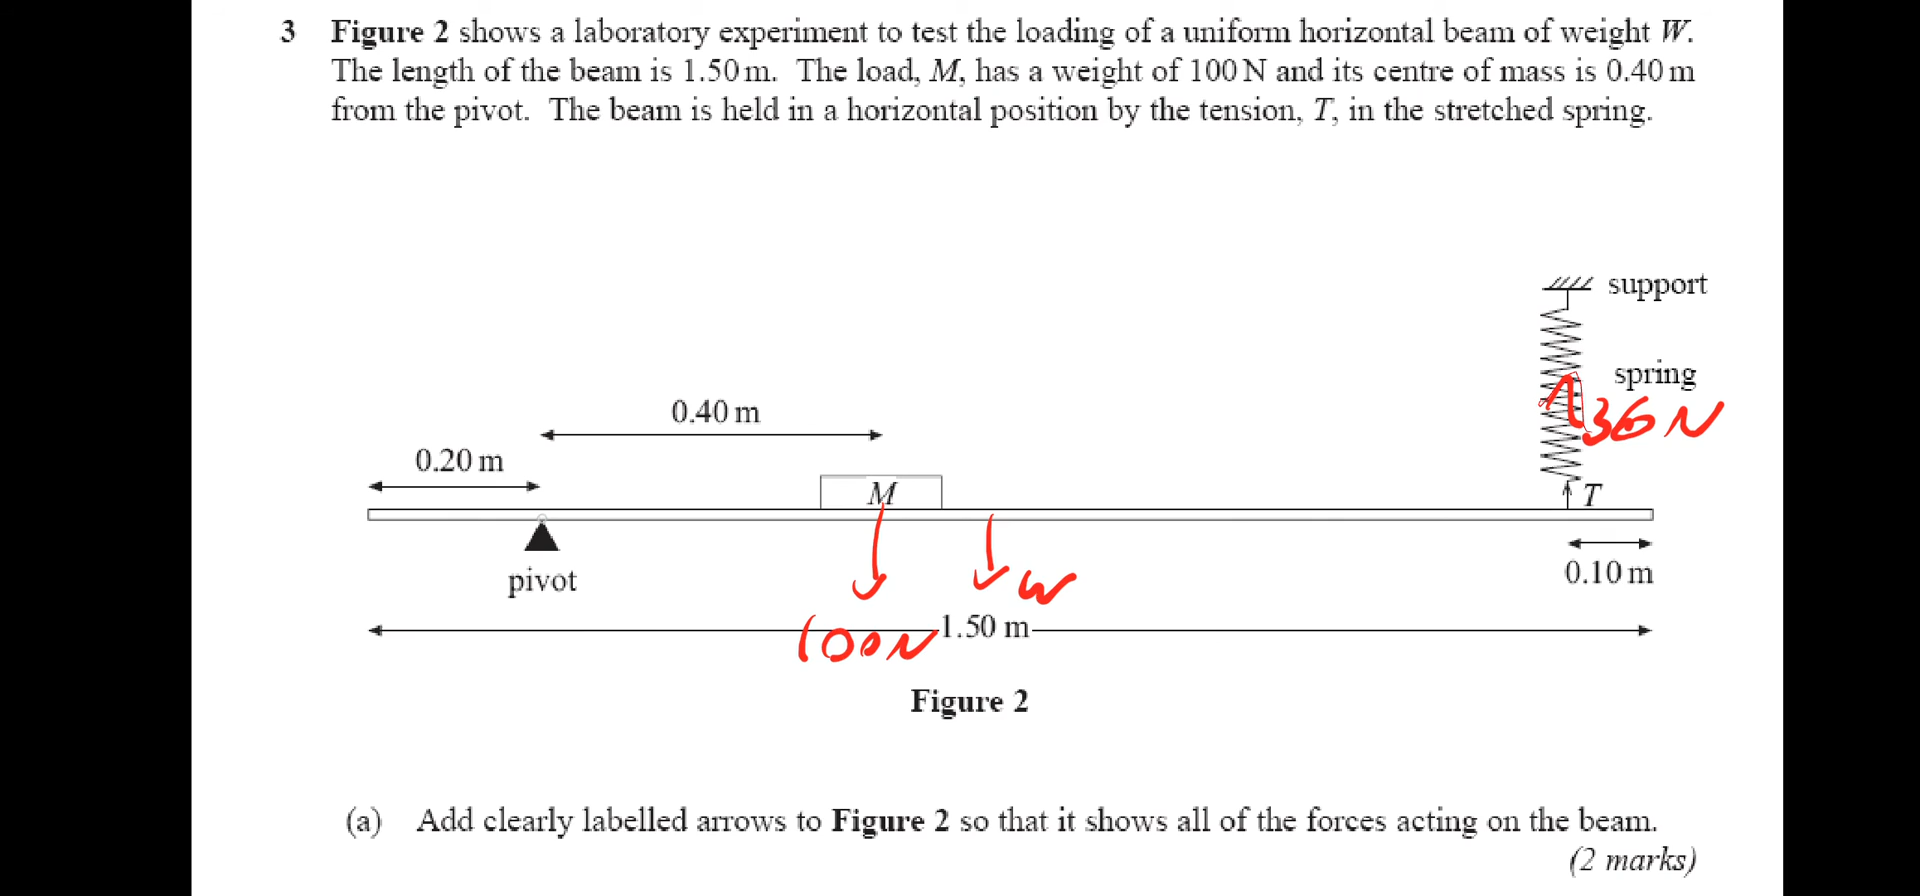 3 Figure 2 shows a laboratory experiment to test the loading of a uniform horizontal beam of weight W.
The length of the beam is 1.50 m. The load, M, has a weight of 100 N and its centre of mass is 0.40 m
from the pivot. The beam is held in a horizontal position by the tension, T, in the stretched spring.
support
spring
36N
0.40 m
0.20 m
M
T
pivot
W
0.10 m
100N
1.50 m
Figure 2
(a) Add clearly labelled arrows to Figure 2 so that it shows all of the forces acting on the beam.
(2 marks)